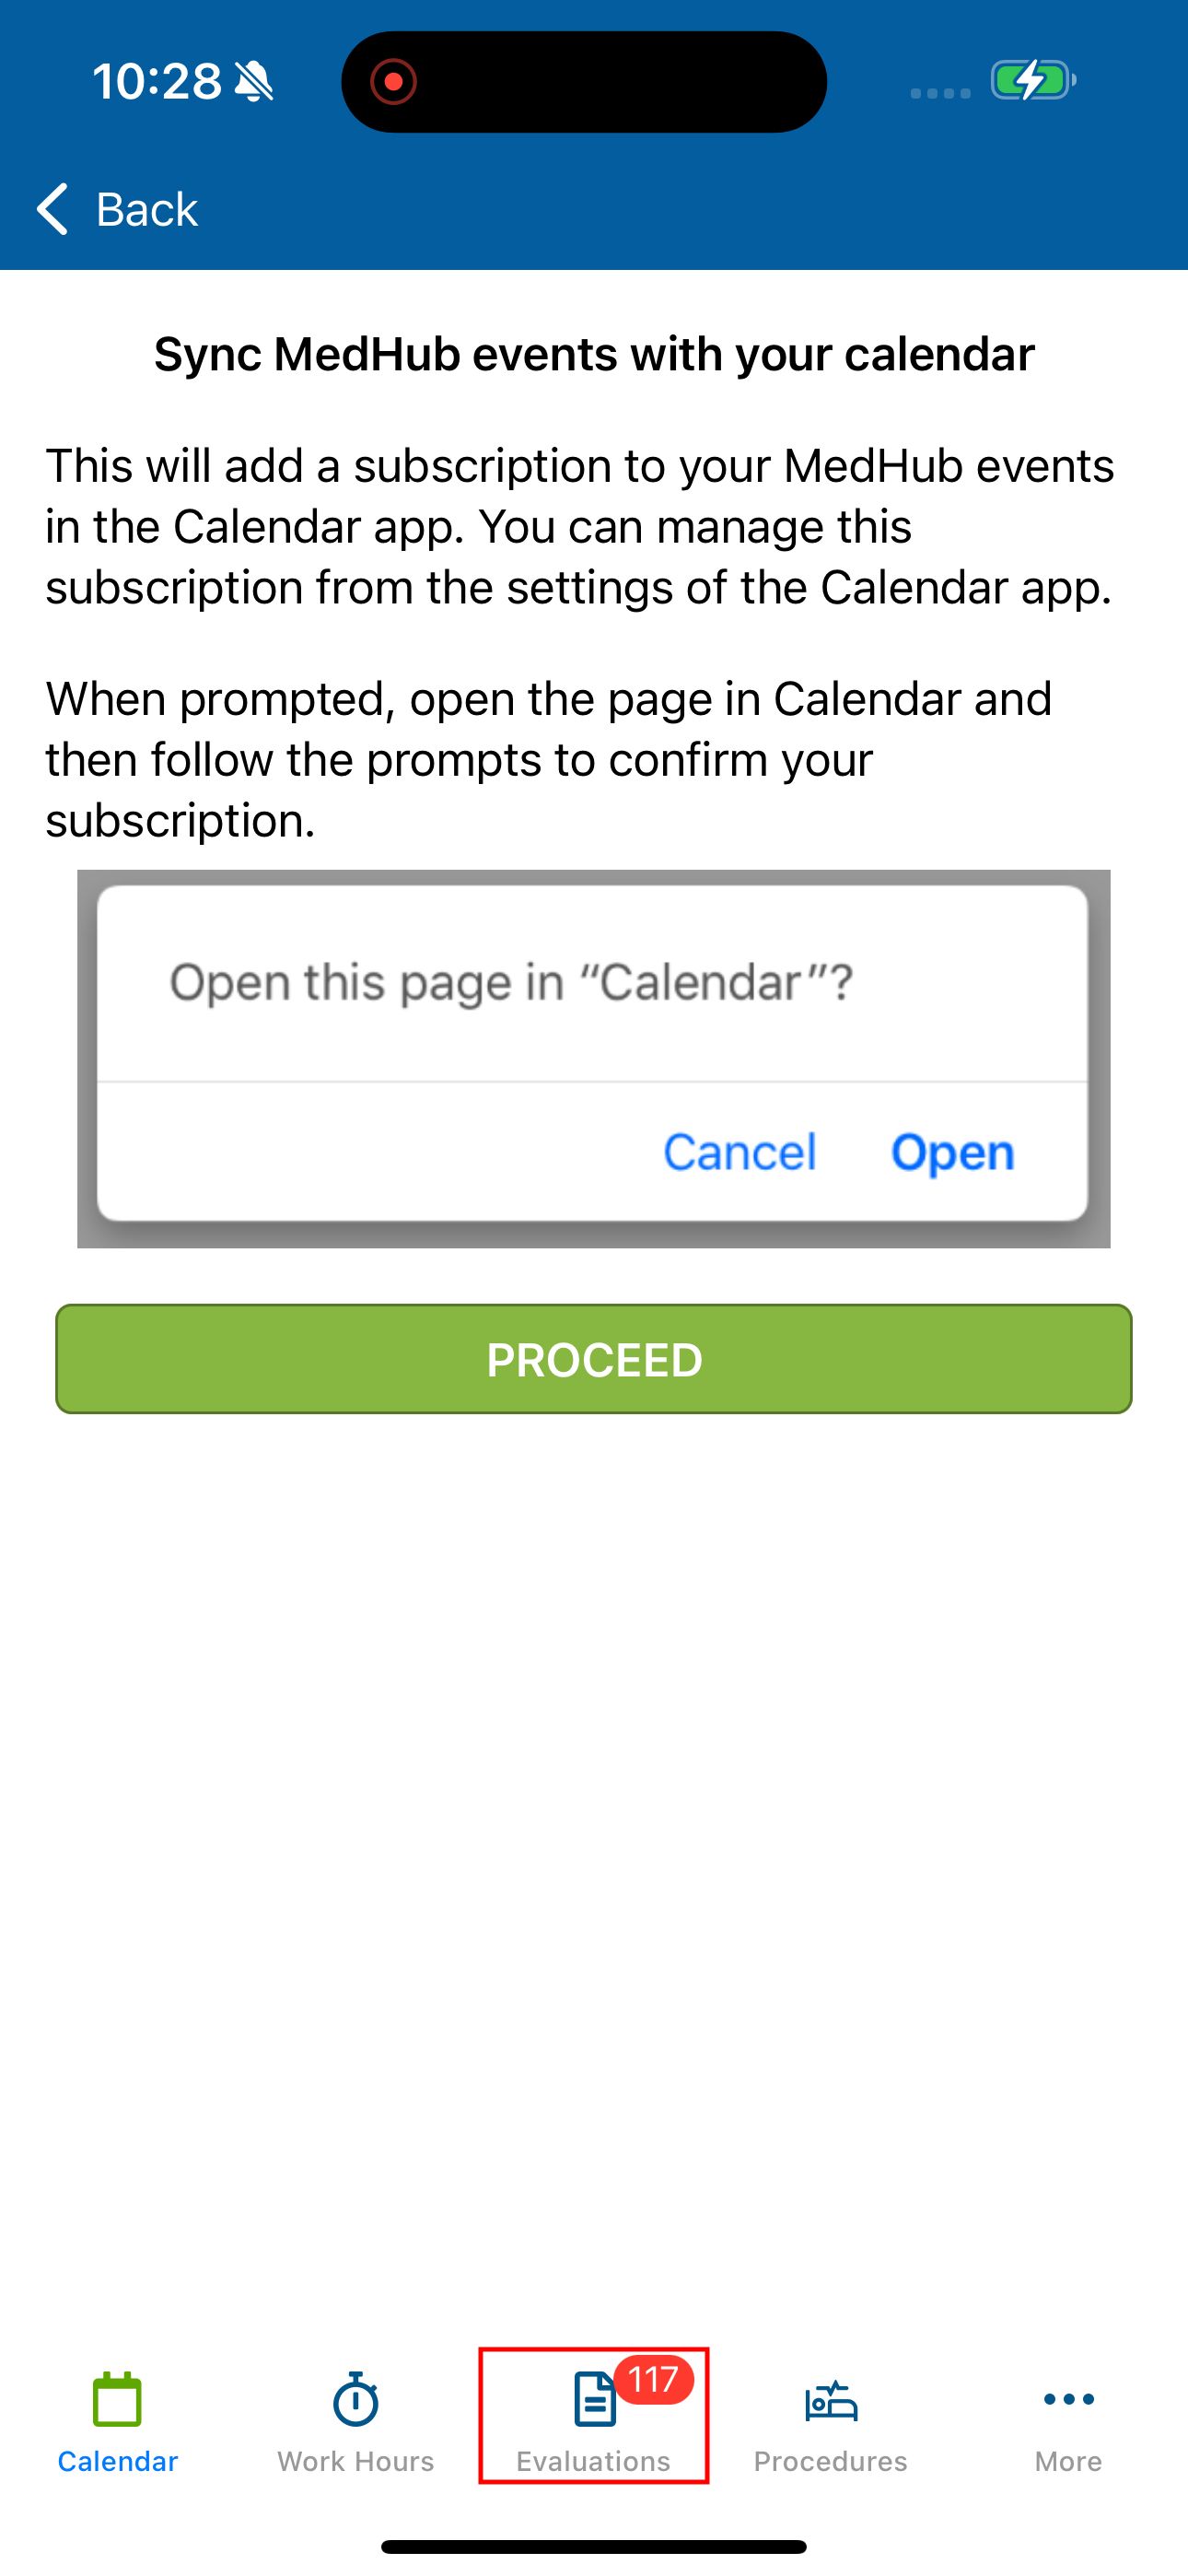 10:28
Back
Sync MedHub events with your calendar
This will add a subscription to your MedHub events
in the Calendar app. You can manage this
subscription from the settings of the Calendar app.
When prompted, open the page in Calendar and
then follow the prompts to confirm your
subscription.
Open this page in “Calendar”?
Cancel Open
PROCEED
117
Calendar Work Hours Evaluations Procedures More